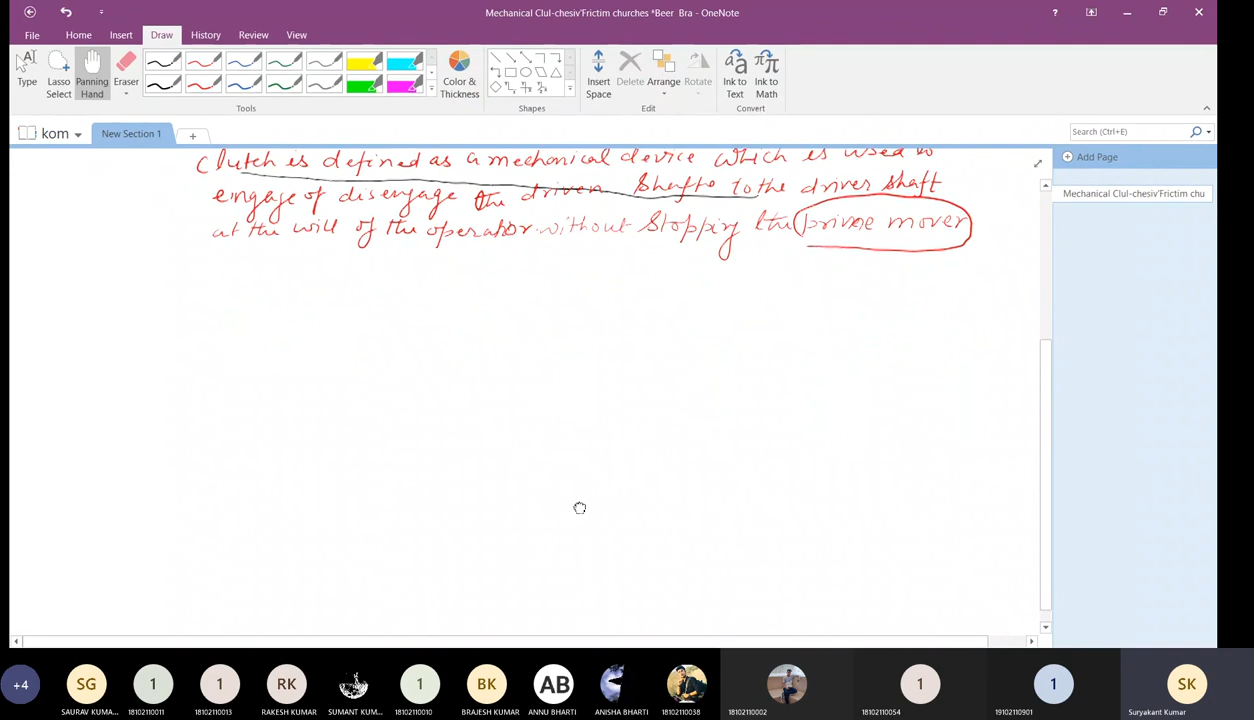 Mechanical Clul-chesiv'Frictim churches *Beer Bra - OneNote
File Home Insert Draw History Review View
Type Lasso Select Panning Hand Eraser
Color & Thickness
Insert Space Delete Arrange Rotate
Ink to Text Ink to Math
Tools Shapes Edit Convert
kom New Section 1
Search (Ctrl+E)
Add Page
Mechanical Clul-chesiv'Frictim chu
Clutch is defined as a mechanical device which is used to
engage of disengage the driven shafte to the driver shaft
at the will of the operator without stopping the prime mover
+4 SG 1 1 RK 1 BK AB 1 1 SK
SAURAV KUMA... 18102110011 18102110013 RAKESH KUMAR SUMANT KUM... 18102110010 BRAJESH KUMAR ANNU BHARTI ANISHA BHARTI 18102110038 18102110002 18102110054 19102110901 Suryakant Kumar